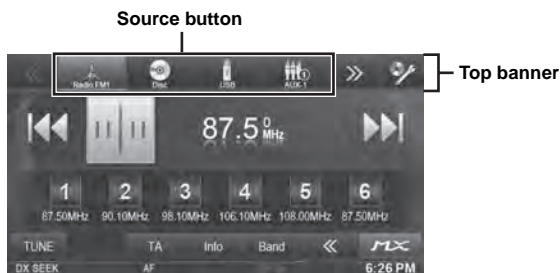 Source button
Top banner
Radio FM1 Disc USB AUX-1
87.5 0 MHz
1 2 3 4 5 6
87.50MHz 90.10MHz 98.10MHz 106.10MHz 108.00MHz 87.50MHz
TUNE TA Info Band MX
DX SEEK AF 6:26 PM